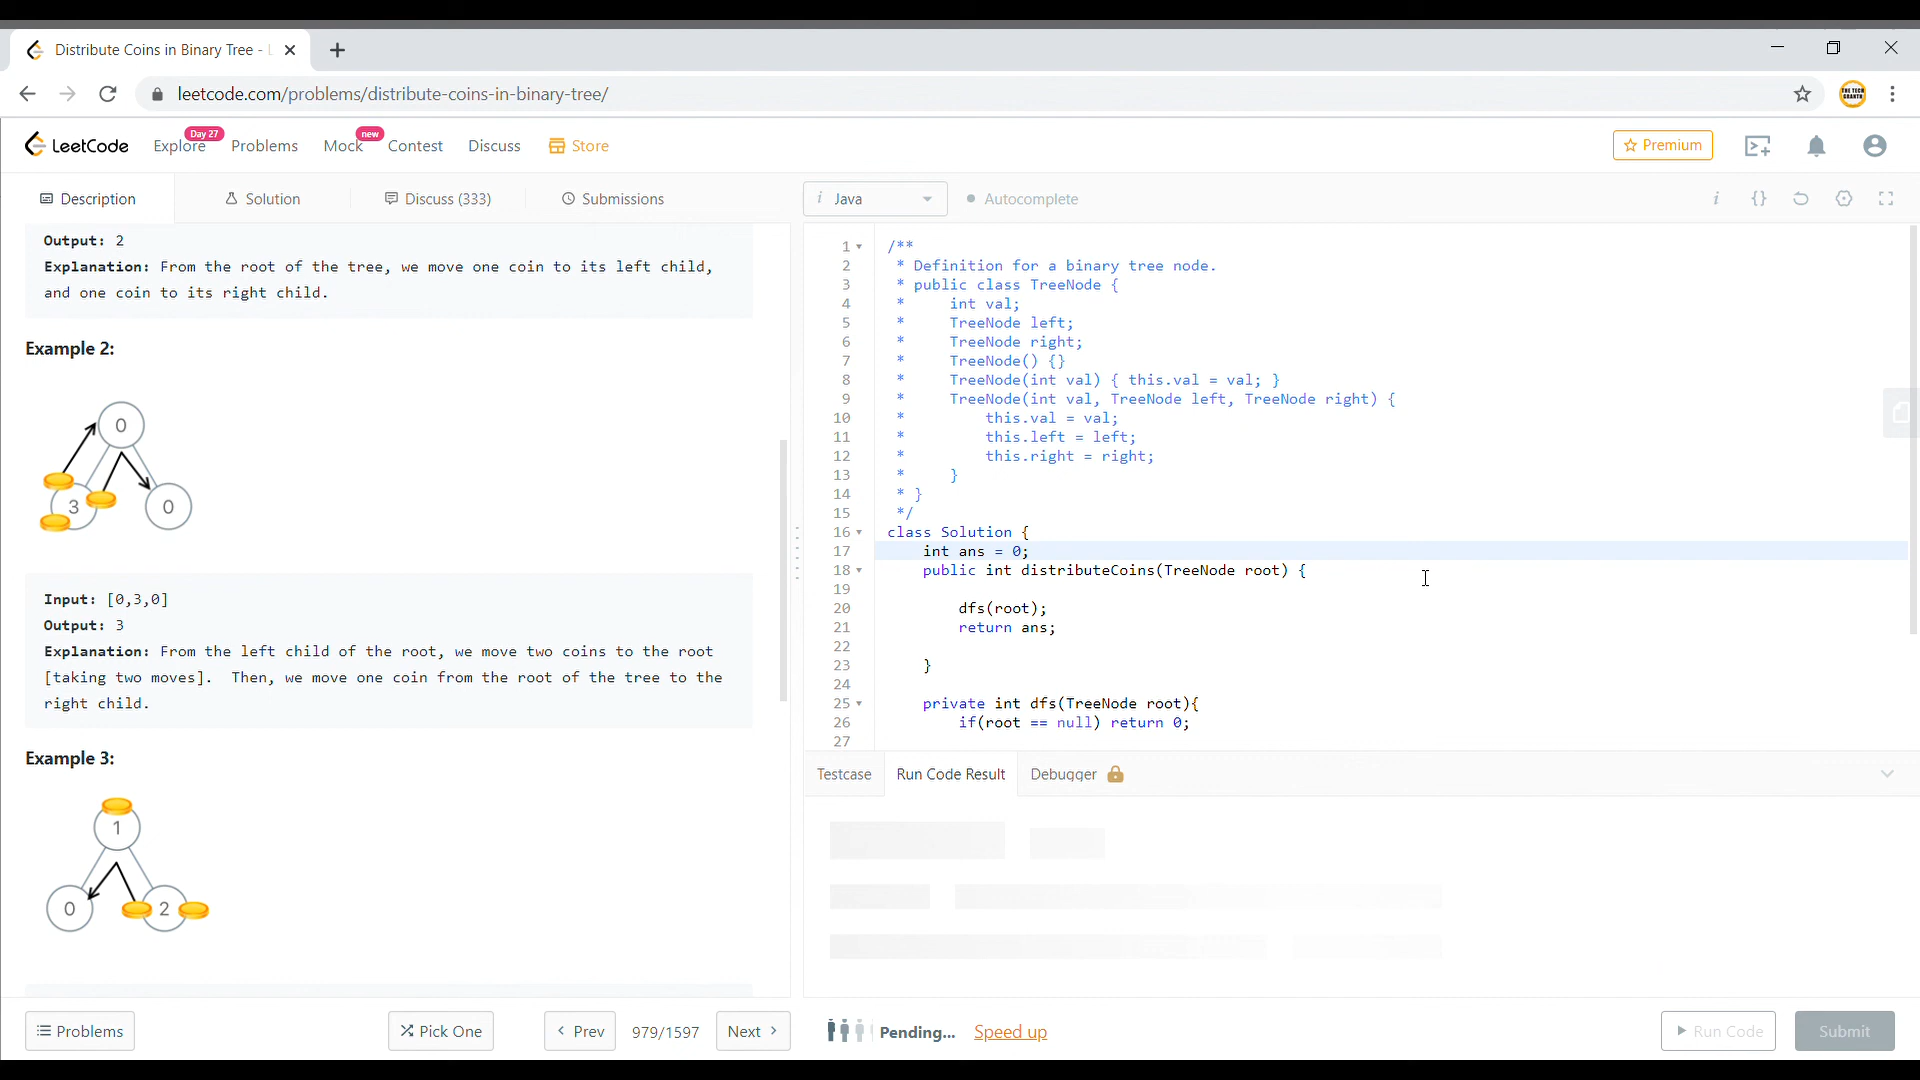 Distribute Coins in Binary Tree -
leetcode.com/problems/distribute-coins-in-binary-tree/
THE TECH GRANTH
LeetCode
Explore
Day 27
Problems
Mock
new
Contest
Discuss
Store
Premium
Description
Solution
Discuss (333)
Submissions
i Java
Autocomplete
i {}
Output: 2
Explanation: From the root of the tree, we move one coin to its left child,
and one coin to its right child.
Example 2:
0
3
0
Input: [0,3,0]
Output: 3
Explanation: From the left child of the root, we move two coins to the root
[taking two moves].  Then, we move one coin from the root of the tree to the
right child.
Example 3:
1
0
2
Problems
Pick One
< Prev
979/1597
Next >
1 /**
2  * Definition for a binary tree node.
3  * public class TreeNode {
4  *     int val;
5  *     TreeNode left;
6  *     TreeNode right;
7  *     TreeNode() {}
8  *     TreeNode(int val) { this.val = val; }
9  *     TreeNode(int val, TreeNode left, TreeNode right) {
10  *         this.val = val;
11  *         this.left = left;
12  *         this.right = right;
13  *     }
14  * }
15  */
16 class Solution {
17     int ans = 0;
18     public int distributeCoins(TreeNode root) {
19
20         dfs(root);
21         return ans;
22
23     }
24
25     private int dfs(TreeNode root){
26         if(root == null) return 0;
27
Testcase
Run Code Result
Debugger
Pending...
Speed up
Run Code
Submit